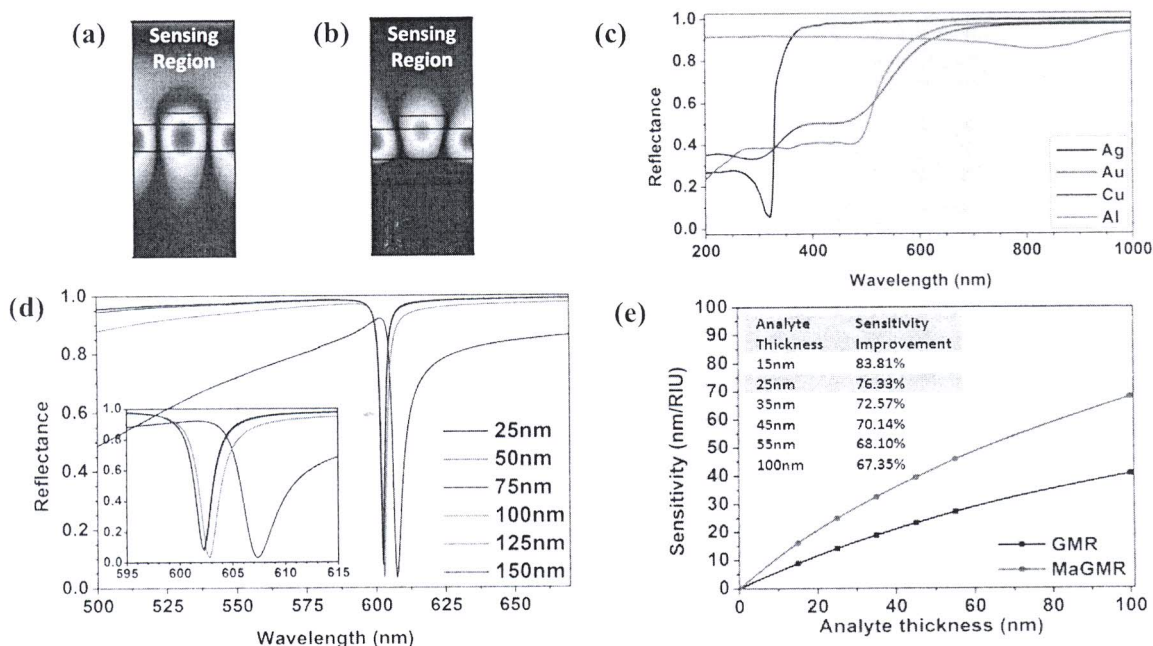 (a)
Sensing
Region
(b)
Sensing
Region
(c)
Reflectance
1.0
0.8
0.6
0.4
0.2
0.0
200
400
600
800
1000
Wavelength (nm)
Ag
Au
Cu
Al
(d)
Reflectance
1.0
0.8
0.6
0.4
0.2
0.0
500
525
550
575
600
625
650
Wavelength (nm)
1.0
0.8
0.6
0.4
0.2
0.0
595
600
605
610
615
25nm
50nm
75nm
100nm
125nm
150nm
(e)
Sensitivity (nm/RIU)
100
90
80
70
60
50
40
30
20
10
0
0
20
40
60
80
100
Analyte thickness (nm)
Analyte Sensitivity
Thickness Improvement
15nm 83.81%
25nm 76.33%
35nm 72.57%
45nm 70.14%
55nm 68.10%
100nm 67.35%
GMR
MaGMR